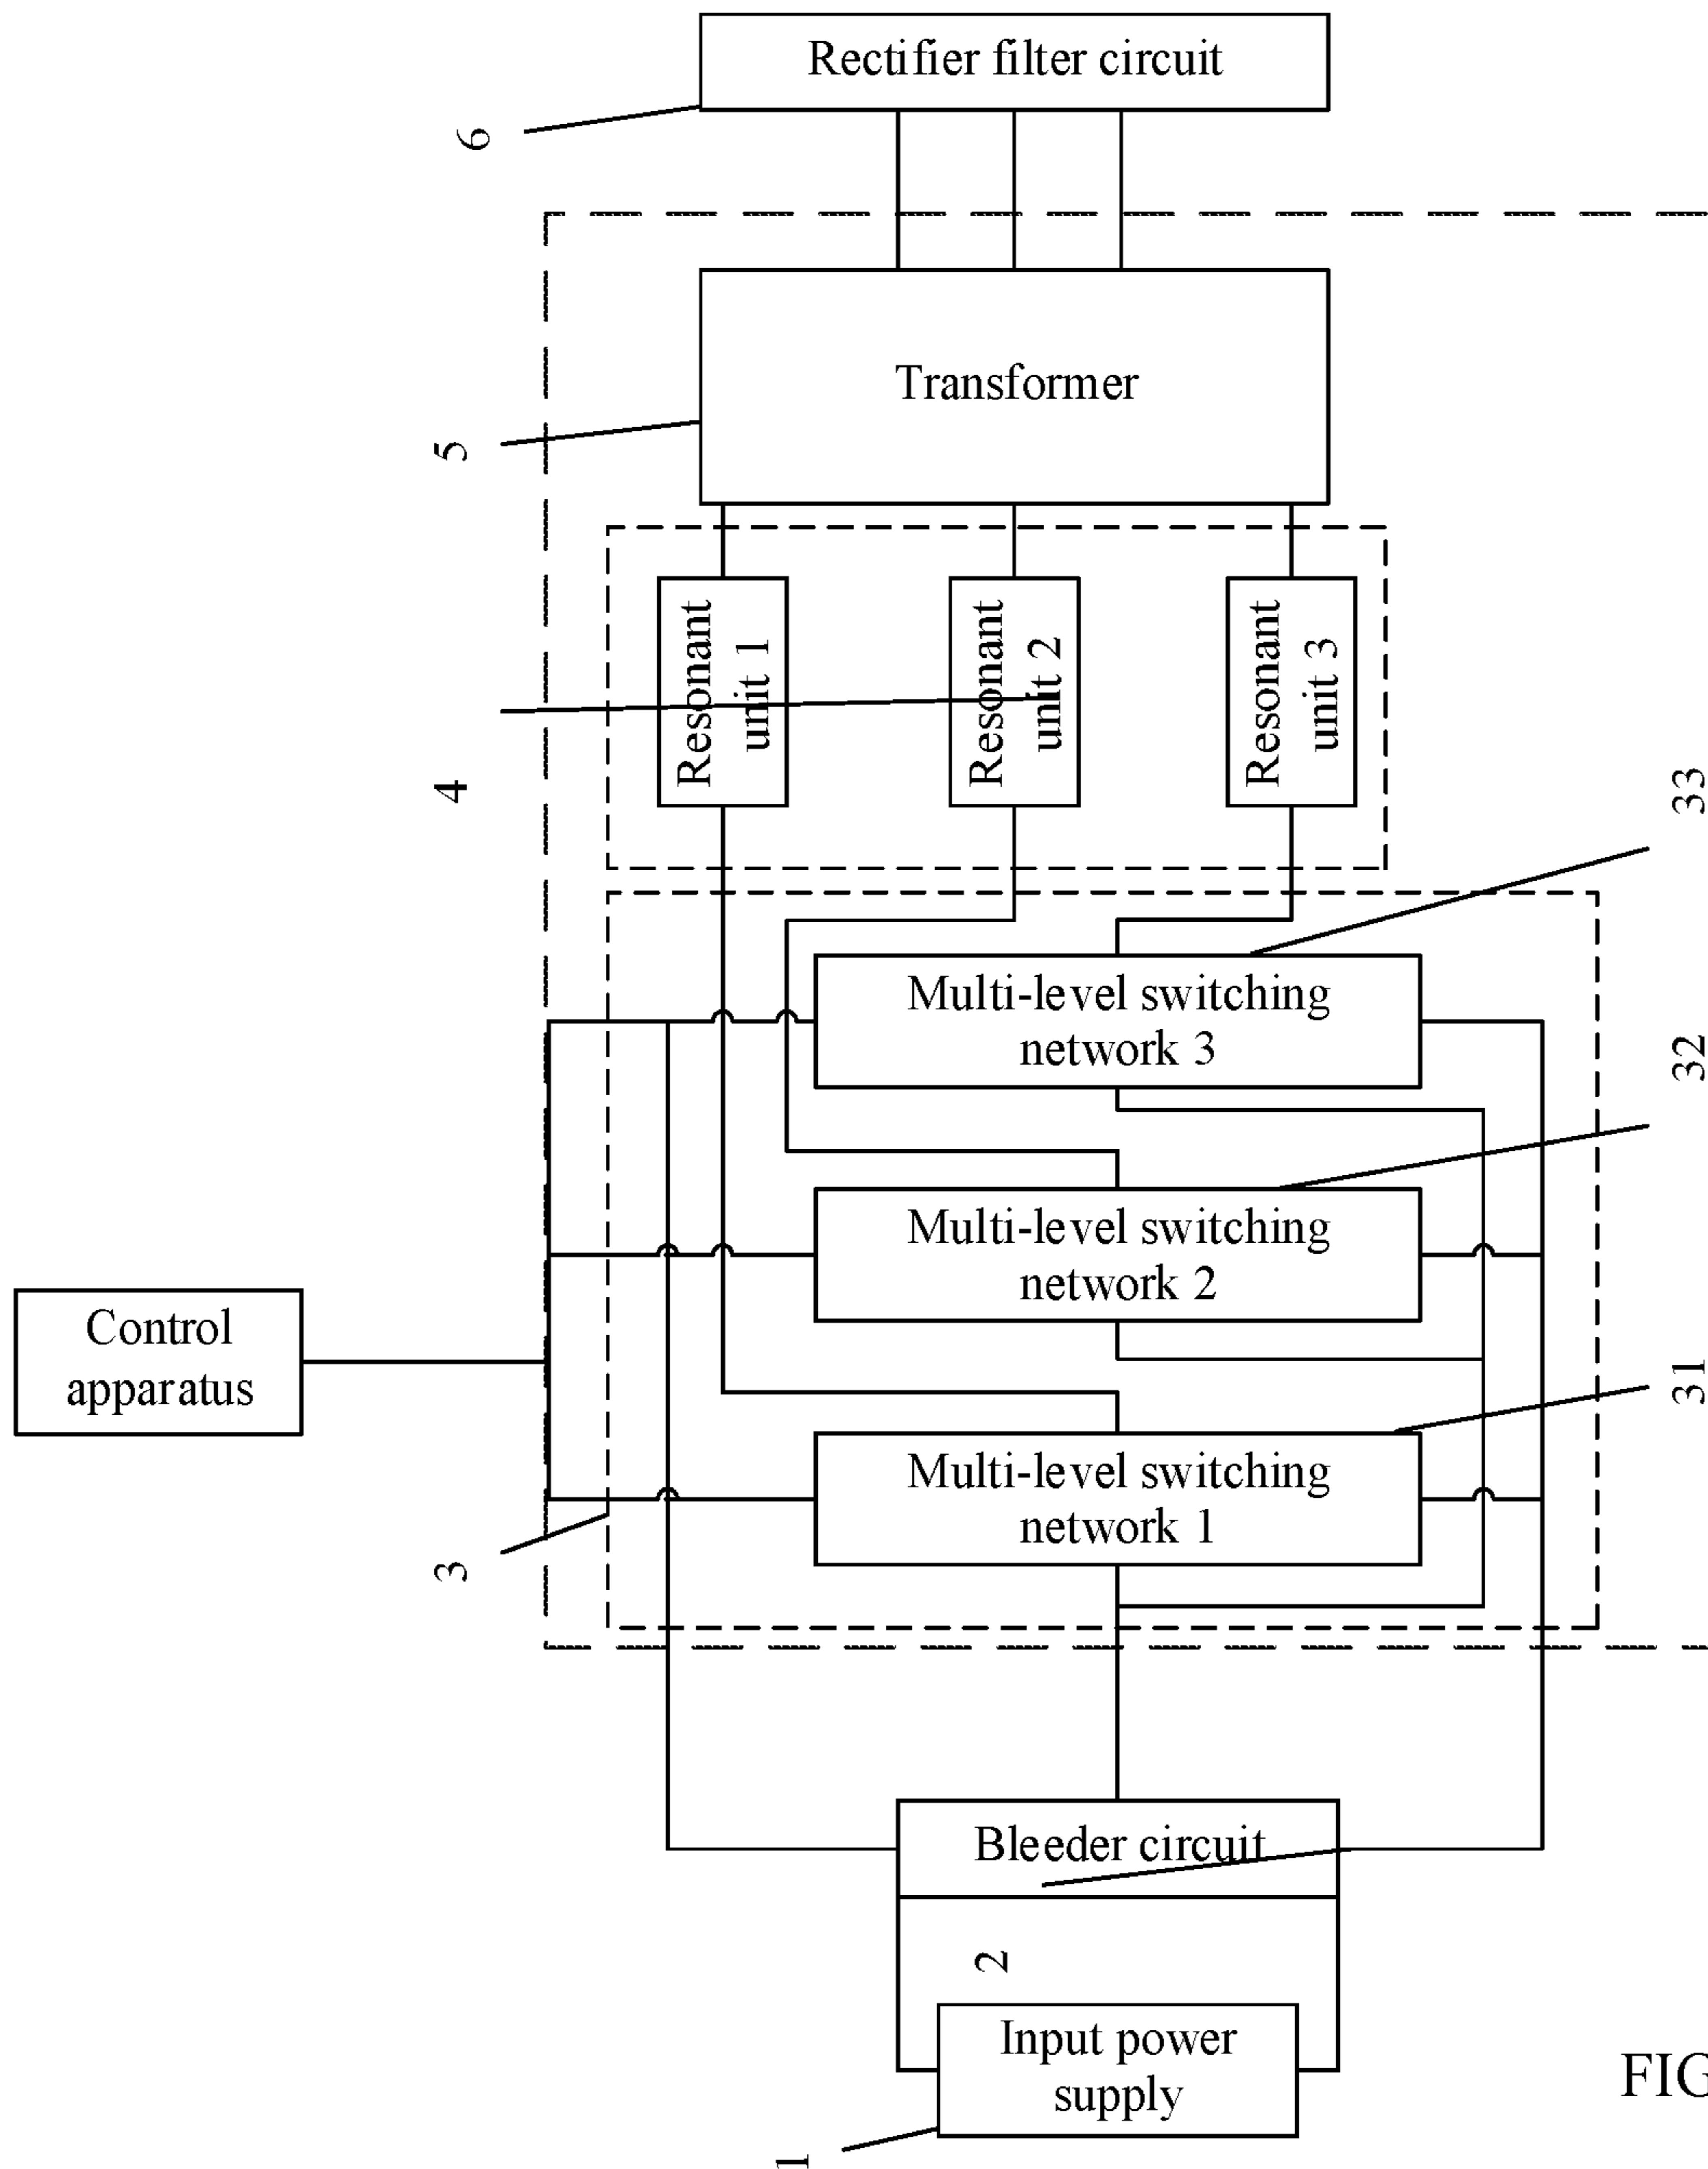 Rectifier filter circuit
6
Transformer
5
Resonant
unit 1
Resonant
unit 2
Resonant
unit 3
4
33
Multi-level switching
network 3
32
Multi-level switching
network 2
Control
apparatus
31
Multi-level switching
network 1
3
Bleeder circuit
2
Input power
supply
1
FIG